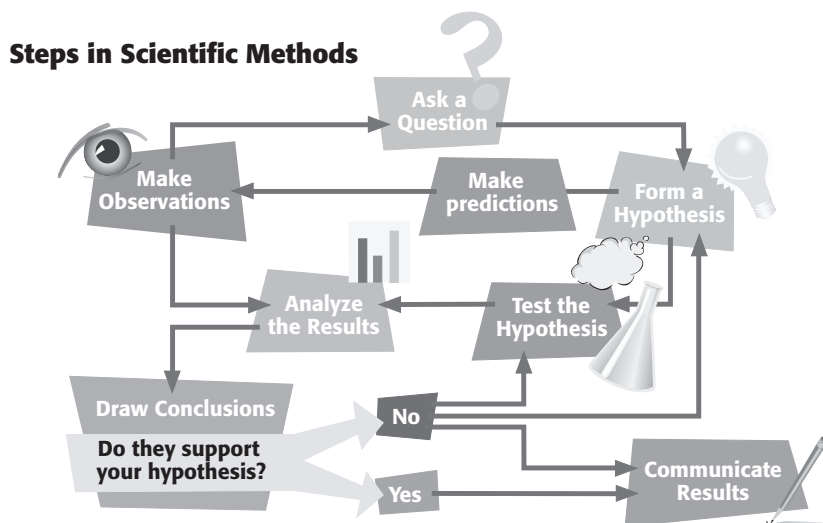 Steps in Scientific Methods
Ask a
Question
Make
Observations
Make
predictions
Form a
Hypothesis
Analyze
the Results
Test the
Hypothesis
Draw Conclusions
Do they support
your hypothesis?
No
Yes
Communicate
Results